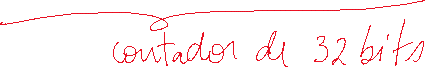 contador de 32 bits